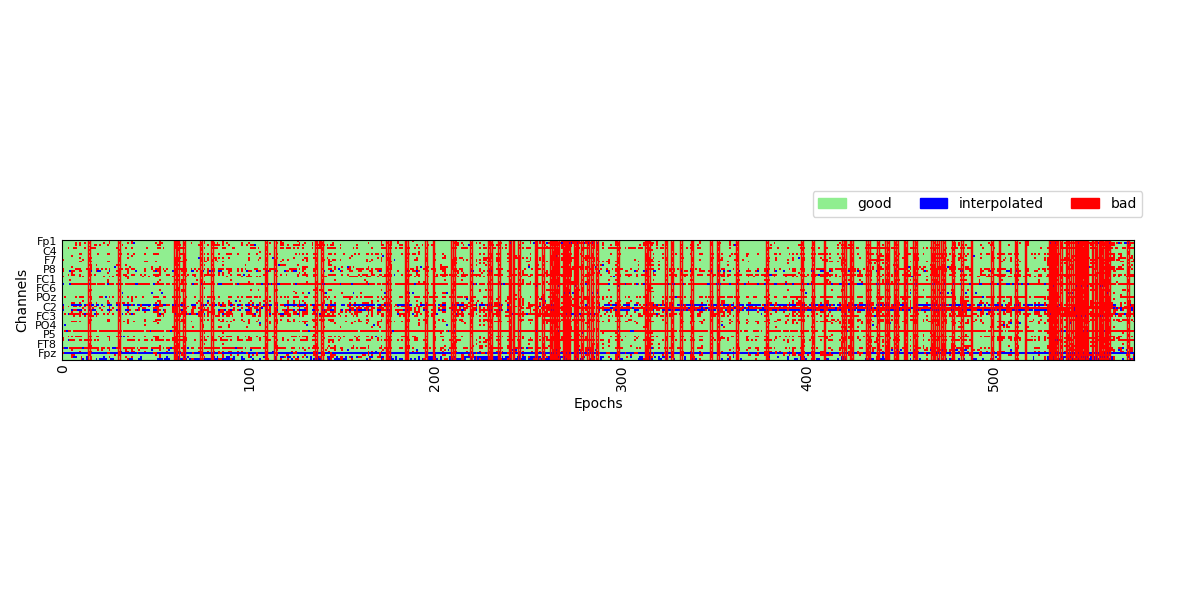 good interpolated bad
Fp1
C4
F7
P8
FC1
FC6
POz
C2
FC3
PO4
P5
FT8
Fpz
Channels
0 100 200 300 400 500
Epochs